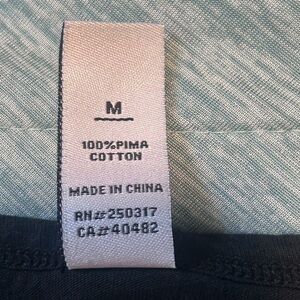 M
100%PIMA
COTTON
MADE IN CHINA
RN#250317
CA#40482